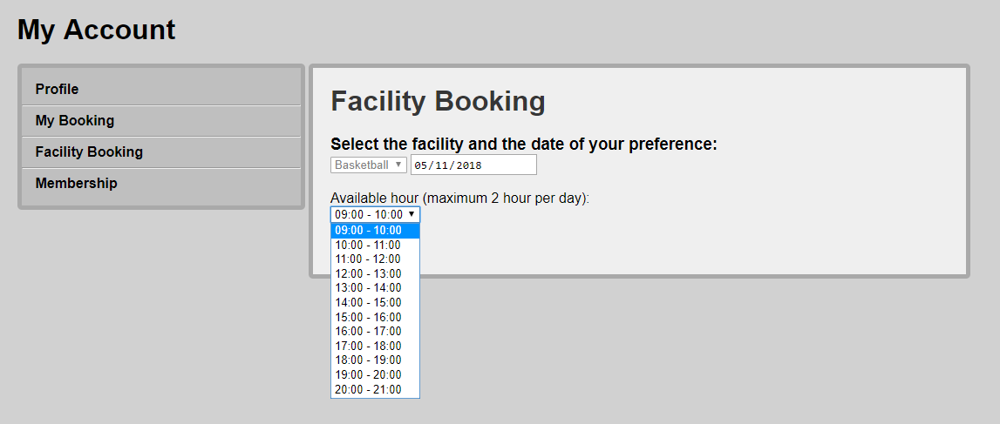 My Account
Profile
My Booking
Facility Booking
Membership
Facility Booking
Select the facility and the date of your preference:
Basketball 05/11/2018
Available hour (maximum 2 hour per day):
09:00 - 10:00
09:00 - 10:00
10:00 - 11:00
11:00 - 12:00
12:00 - 13:00
13:00 - 14:00
14:00 - 15:00
15:00 - 16:00
16:00 - 17:00
17:00 - 18:00
18:00 - 19:00
19:00 - 20:00
20:00 - 21:00